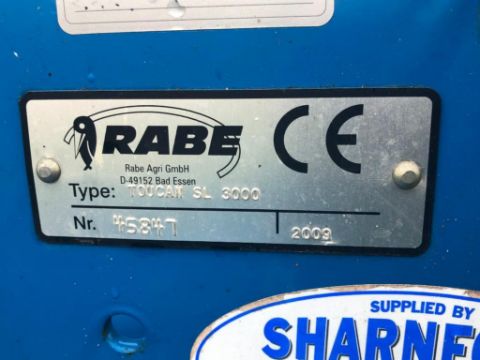 RABE
CE
Rabe Agri GmbH
D-49152 Bad Essen
Type: TOUCAN SL 3000
Nr. 45847
2009
SUPPLIED BY
SHARNE